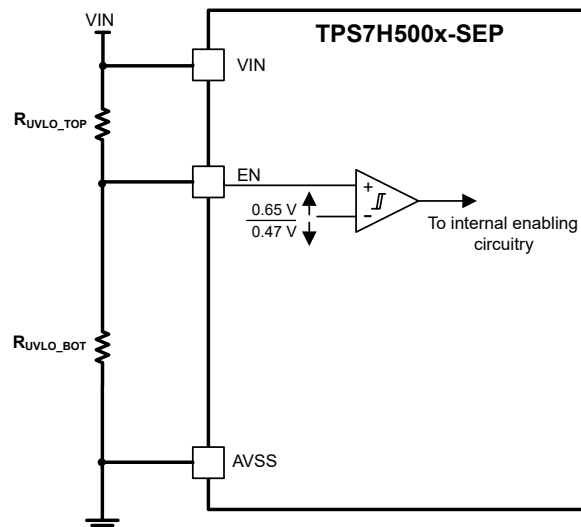 VIN
TPS7H500x-SEP
VIN
RUVLO_TOP
EN
+
0.65 V
0.47 V
-
To internal enabling
circuitry
RUVLO_BOT
AVSS